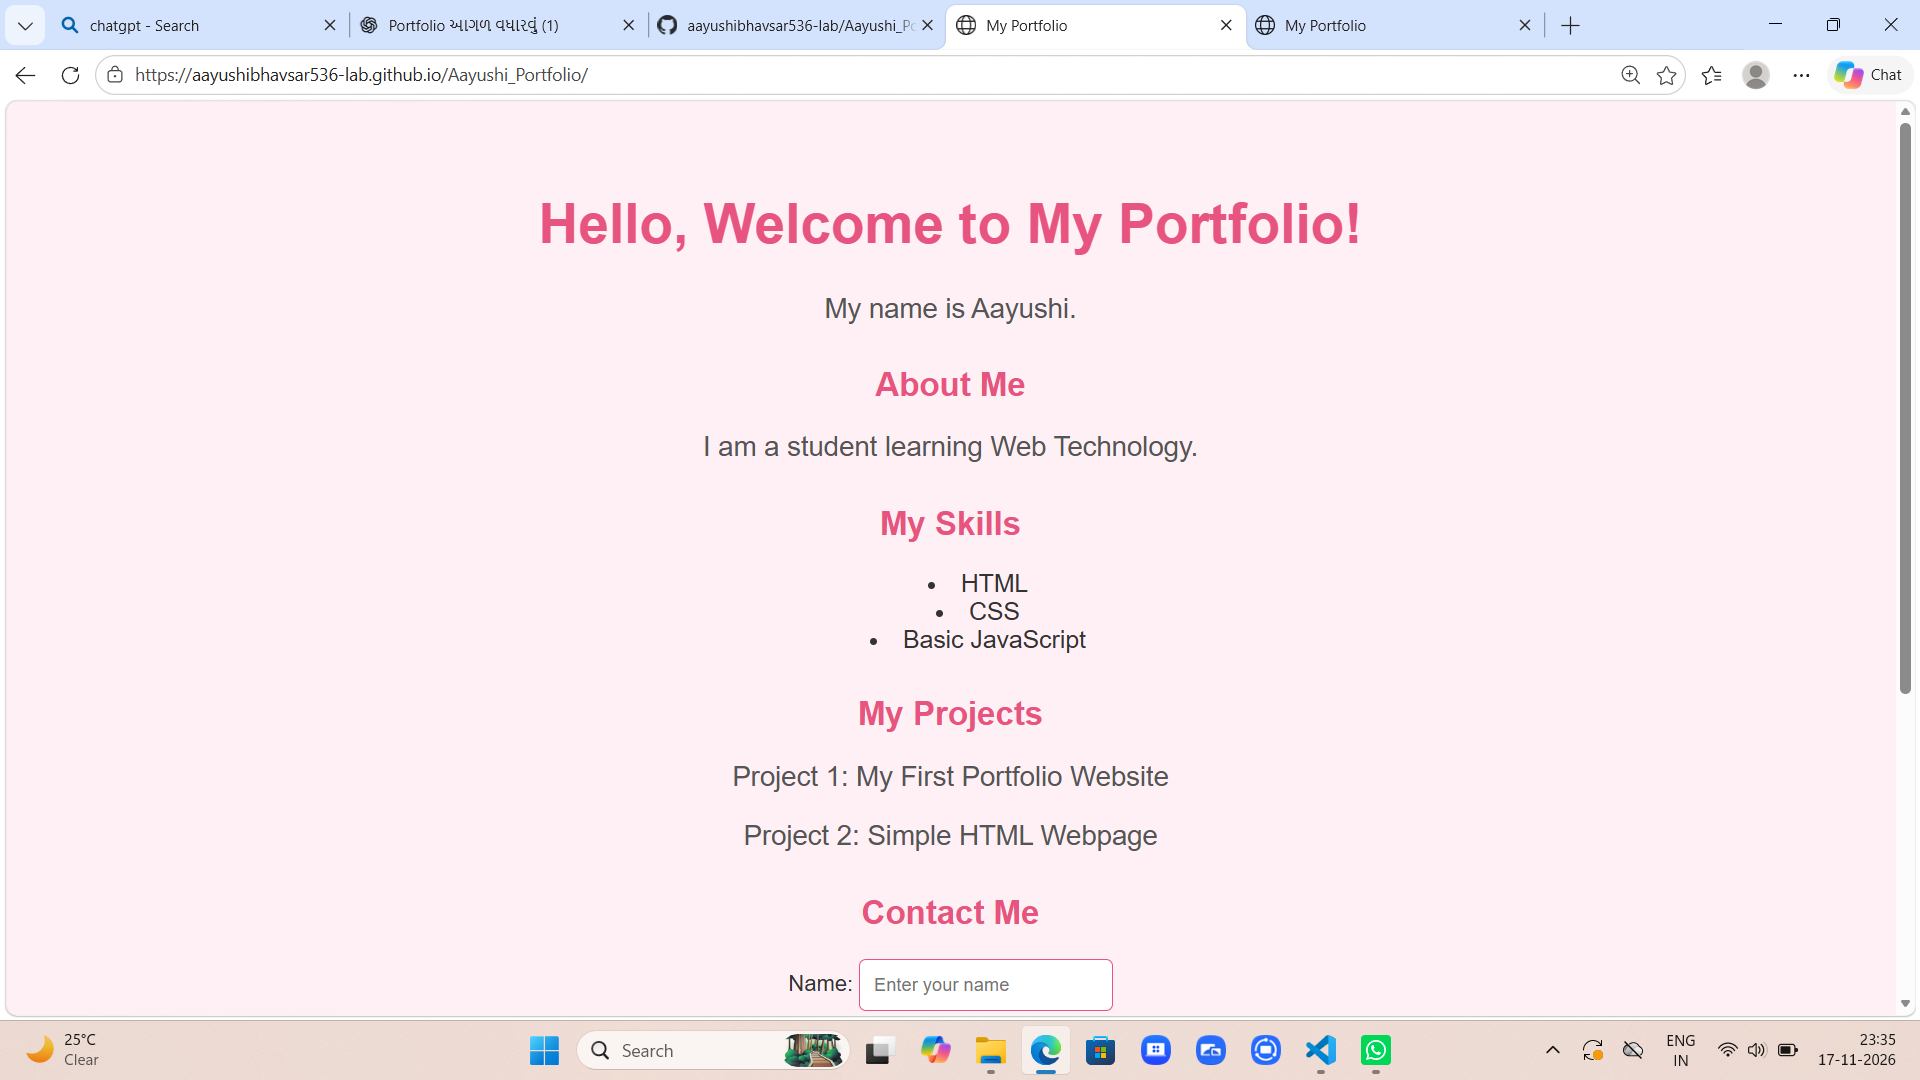 chatgpt - Search
Portfolio આગળ વધારવું (1)
aayushibhavsar536-lab/Aayushi_Po
My Portfolio
My Portfolio
https://aayushibhavsar536-lab.github.io/Aayushi_Portfolio/
Chat
Hello, Welcome to My Portfolio!
My name is Aayushi.
About Me
I am a student learning Web Technology.
My Skills
• HTML
• CSS
• Basic JavaScript
My Projects
Project 1: My First Portfolio Website
Project 2: Simple HTML Webpage
Contact Me
Name: Enter your name
25°C
Clear
Search
ENG
IN
23:35
17-11-2026